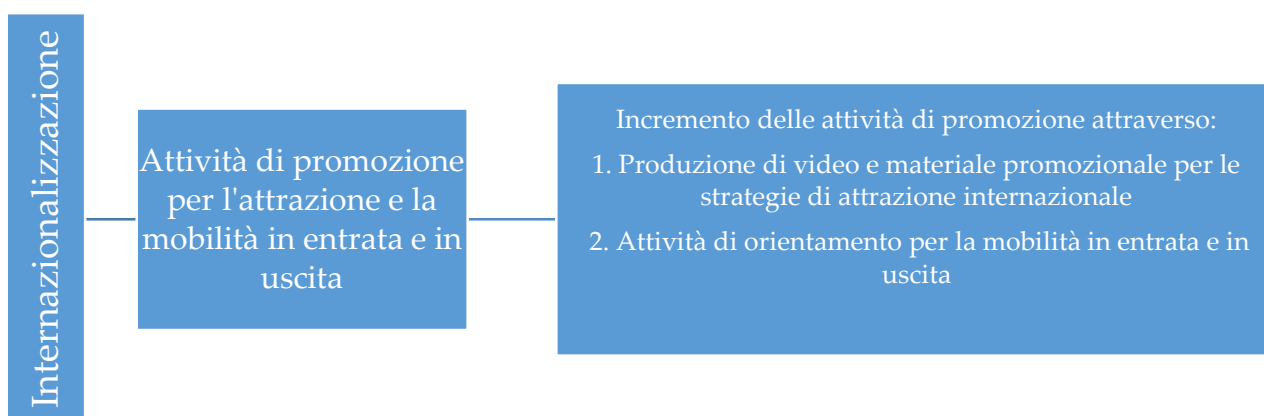 Internazionalizzazione
Attività di promozione
per l'attrazione e la
mobilità in entrata e in
uscita
Incremento delle attività di promozione attraverso:
1. Produzione di video e materiale promozionale per le
strategie di attrazione internazionale
2. Attività di orientamento per la mobilità in entrata e in
uscita